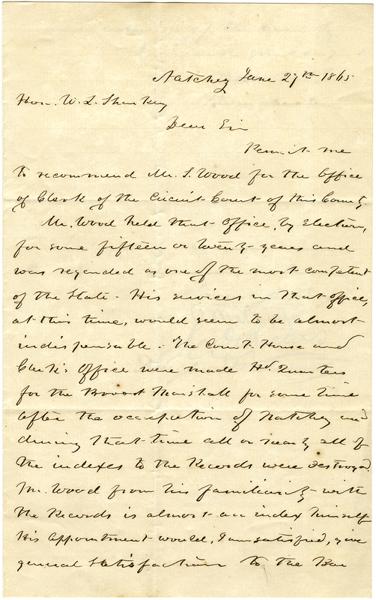 Natchez June 27th 1865
Hon. W. L. Sharkey
Dear Sir
Permit me
to recommend Mr. S. Wood for the Office
of Clerk of the Circuit Court of this County.
Mr. Wood held that Office, by Election,
for some fifteen or twenty years and
was regarded as one of the most competent
of the State. His services in that office,
at this time, would seem to be almost
indispensable. The Court House and
Clerk's Office were made Hd. Quarters
for the Provost Marshall for some time
after the occupation of Natchez and
during that time all or nearly all of
the indexes to the Records were destroyed.
Mr. Wood from his familiarity with
the Records is almost an index himself
His appointment would, I am satisfied, give
general satisfaction to the Bar